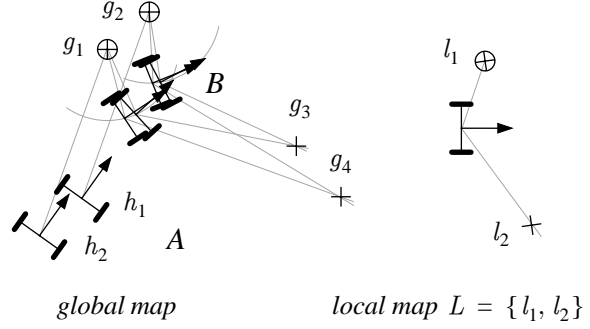 g2
g1
l1
B
g3
g4
h1
l2
h2
A
global map
local map L = {l1, l2}